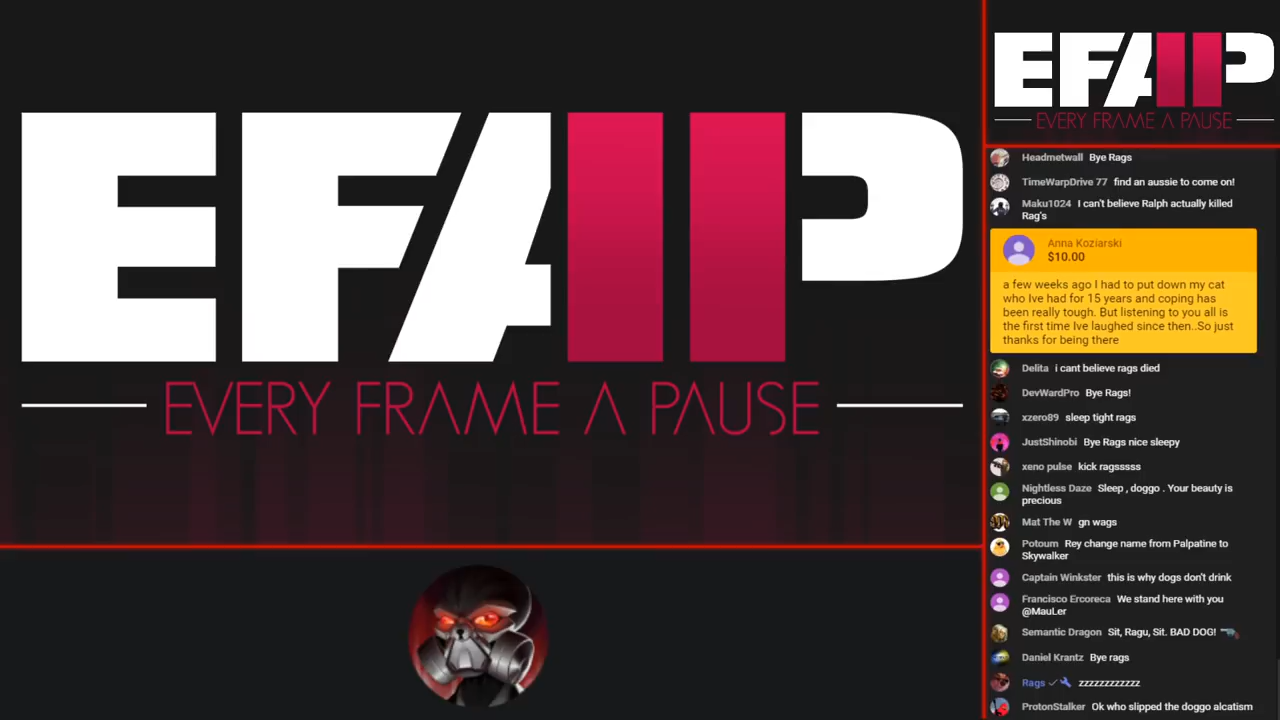 EFAP
EVERY FRAME A PAUSE
EFAP
EVERY FRAME A PAUSE
Headmetwall Bye Rags
TimeWarpDrive 77 find an aussie to come on!
Maku1024 I can't believe Ralph actually killed
Rag's
Anna Koziarski
$10.00
a few weeks ago I had to put down my cat
who Ive had for 15 years and coping has
been really tough. But listening to you all is
the first time Ive laughed since then..So just
thanks for being there
Delita i cant believe rags died
DevWardPro Bye Rags!
xzero89 sleep tight rags
JustShinobi Bye Rags nice sleepy
xeno pulse kick ragsssss
Nightless Daze Sleep , doggo . Your beauty is
precious
Mat The W gn wags
Potoum Rey change name from Palpatine to
Skywalker
Captain Winkster this is why dogs don't drink
Francisco Ercoreca We stand here with you
@MauLer
Semantic Dragon Sit, Ragu, Sit. BAD DOG!
Daniel Krantz Bye rags
Rags zzzzzzzzzzzz
ProtonStalker Ok who slipped the doggo alcatism